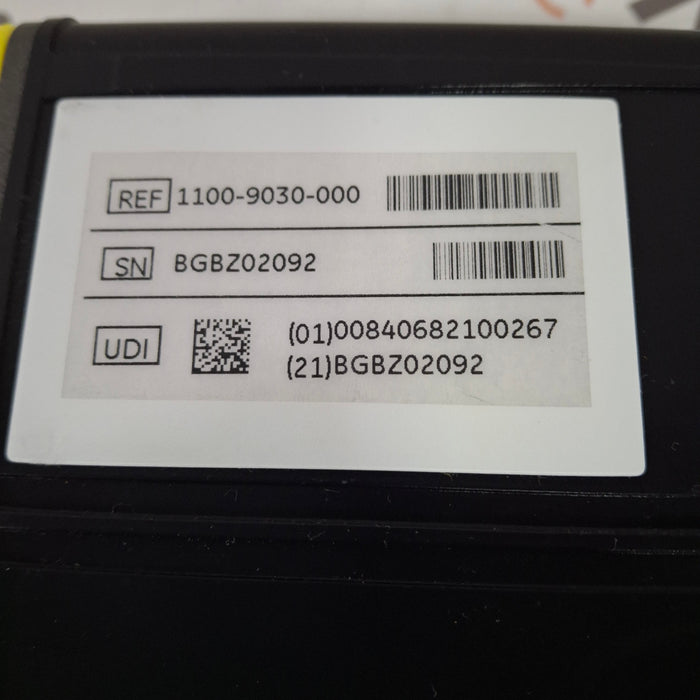 REF 1100-9030-000
SN BGBZ02092
UDI (01)00840682100267
(21)BGBZ02092